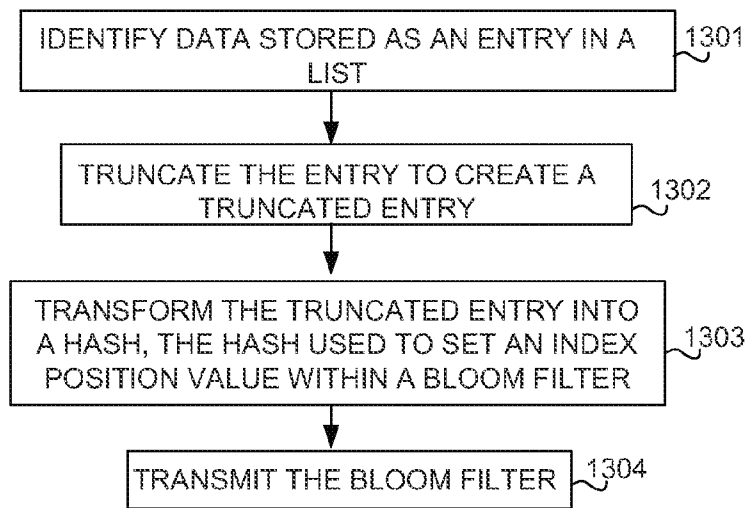 IDENTIFY DATA STORED AS AN ENTRY IN A
LIST
1301
TRUNCATE THE ENTRY TO CREATE A
TRUNCATED ENTRY
1302
TRANSFORM THE TRUNCATED ENTRY INTO
A HASH, THE HASH USED TO SET AN INDEX
POSITION VALUE WITHIN A BLOOM FILTER
1303
TRANSMIT THE BLOOM FILTER
1304